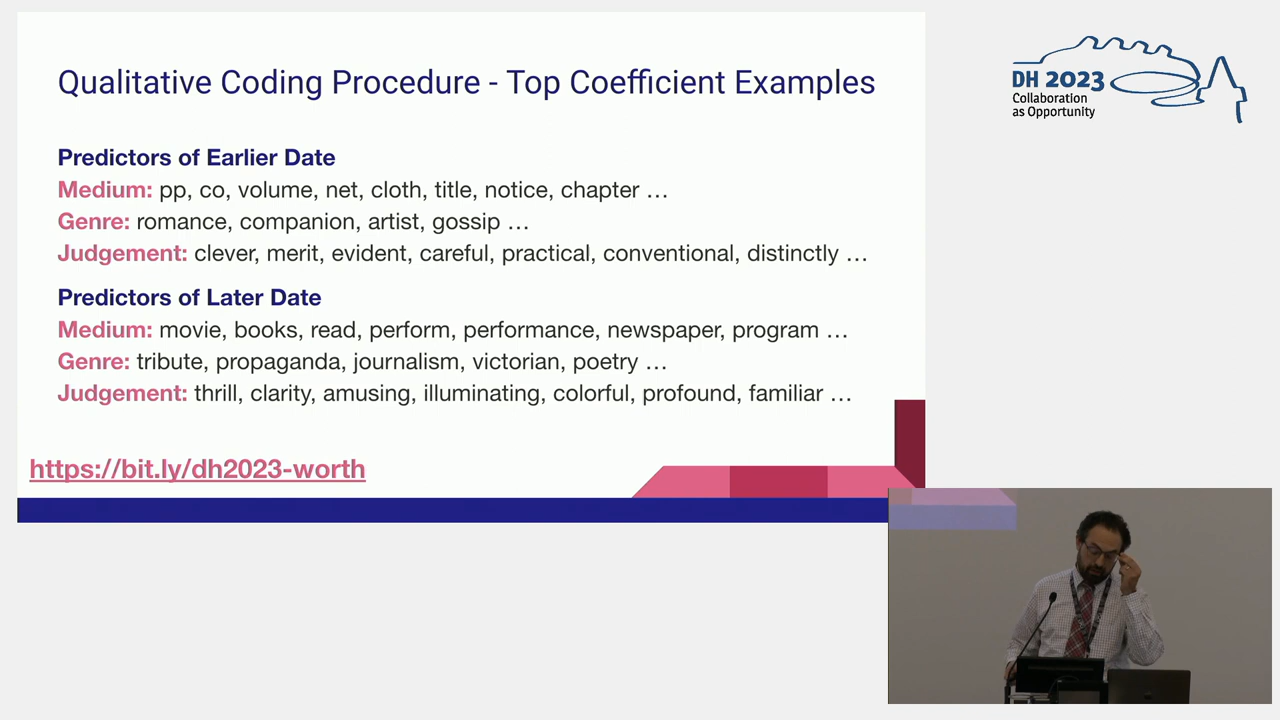 Qualitative Coding Procedure - Top Coefficient Examples
Predictors of Earlier Date
Medium: pp, co, volume, net, cloth, title, notice, chapter …
Genre: romance, companion, artist, gossip …
Judgement: clever, merit, evident, careful, practical, conventional, distinctly …
Predictors of Later Date
Medium: movie, books, read, perform, performance, newspaper, program …
Genre: tribute, propaganda, journalism, victorian, poetry …
Judgement: thrill, clarity, amusing, illuminating, colorful, profound, familiar …
https://bit.ly/dh2023-worth
DH 2023
Collaboration
as Opportunity